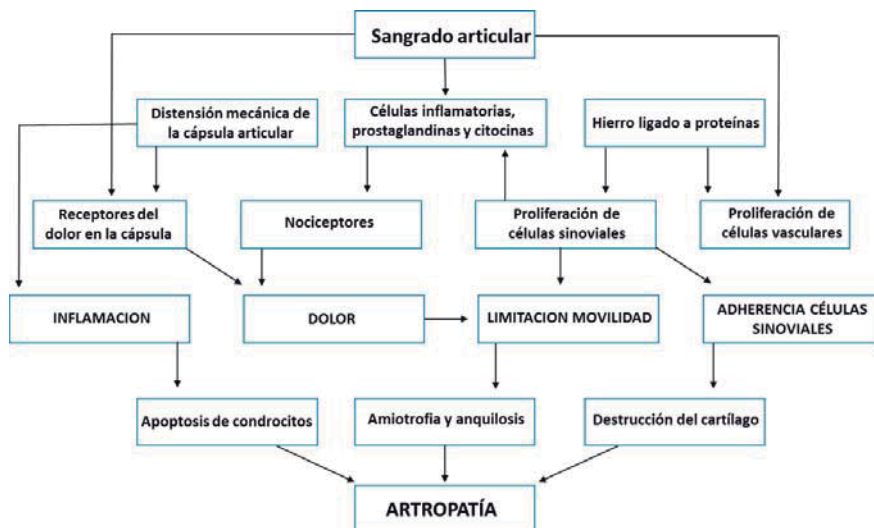 Sangrado articular
Distensión mecánica de
la cápsula articular
Células inflamatorias,
prostaglandinas y citocinas
Hierro ligado a proteínas
Receptores del
dolor en la cápsula
Nociceptores
Proliferación de
células sinoviales
Proliferación de
células vasculares
INFLAMACION
DOLOR
LIMITACION MOVILIDAD
ADHERENCIA CÉLULAS
SINOVIALES
Apoptosis de condrocitos
Amiotrofia y anquilosis
Destrucción del cartílago
ARTROPATÍA